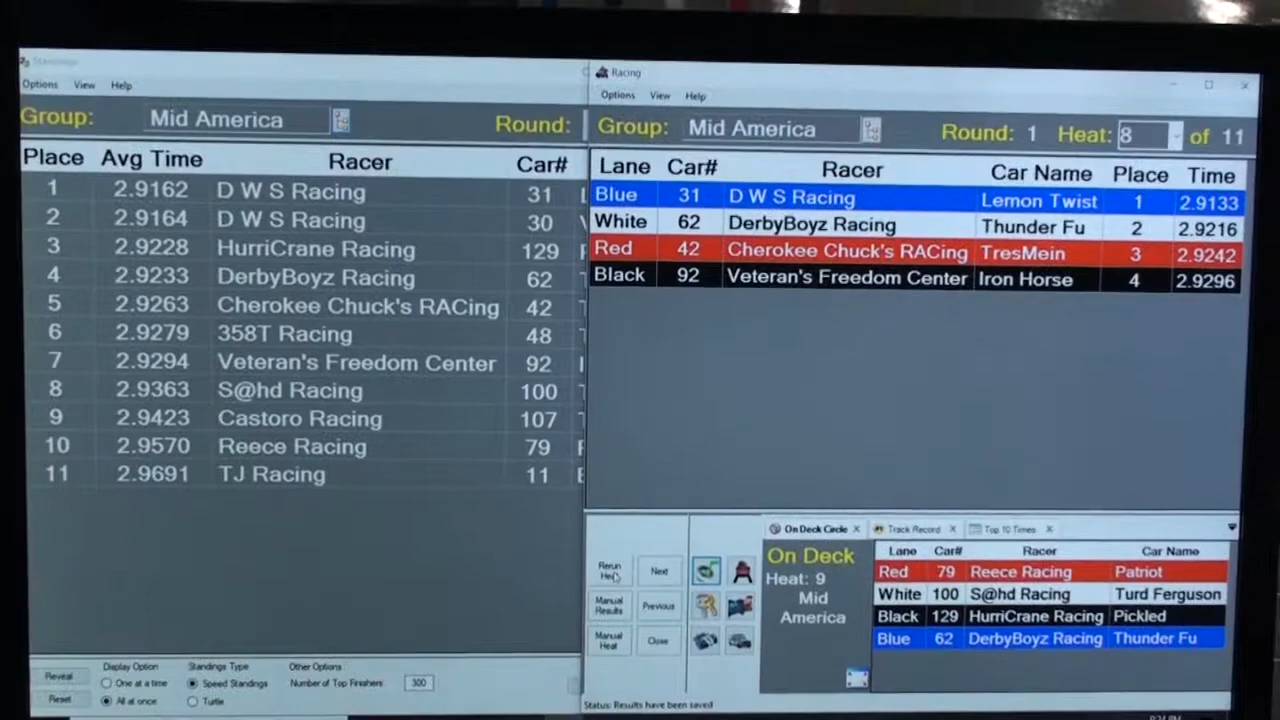 Standings
Options View Help
Group: Mid America Round:
Place Avg Time Racer Car#
1 2.9162 D W S Racing 31
2 2.9164 D W S Racing 30
3 2.9228 HurriCrane Racing 129
4 2.9233 DerbyBoyz Racing 62
5 2.9263 Cherokee Chuck's RACing 42
6 2.9279 358T Racing 48
7 2.9294 Veteran's Freedom Center 92
8 2.9363 S@hd Racing 100
9 2.9423 Castoro Racing 107
10 2.9570 Reece Racing 79
11 2.9691 TJ Racing 11
Reveal
Reset
Display Option
One at a time
All at once
Standings Type
Speed Standings
Turtle
Other Options
Number of Top Finishers: 300
Racing
Options View Help
Group: Mid America Round: 1 Heat: 8 of 11
Lane Car# Racer Car Name Place Time
Blue 31 D W S Racing Lemon Twist 1 2.9133
White 62 DerbyBoyz Racing Thunder Fu 2 2.9216
Red 42 Cherokee Chuck's RACing TresMein 3 2.9242
Black 92 Veteran's Freedom Center Iron Horse 4 2.9296
Rerun
Heat
Next
Manual
Results
Previous
Manual
Heat
Close
On Deck Circle Track Record Top 10 Times
On Deck
Heat: 9
Mid
America
Lane Car# Racer Car Name
Red 79 Reece Racing Patriot
White 100 S@hd Racing Turd Ferguson
Black 129 HurriCrane Racing Pickled
Blue 62 DerbyBoyz Racing Thunder Fu
Status: Results have been saved